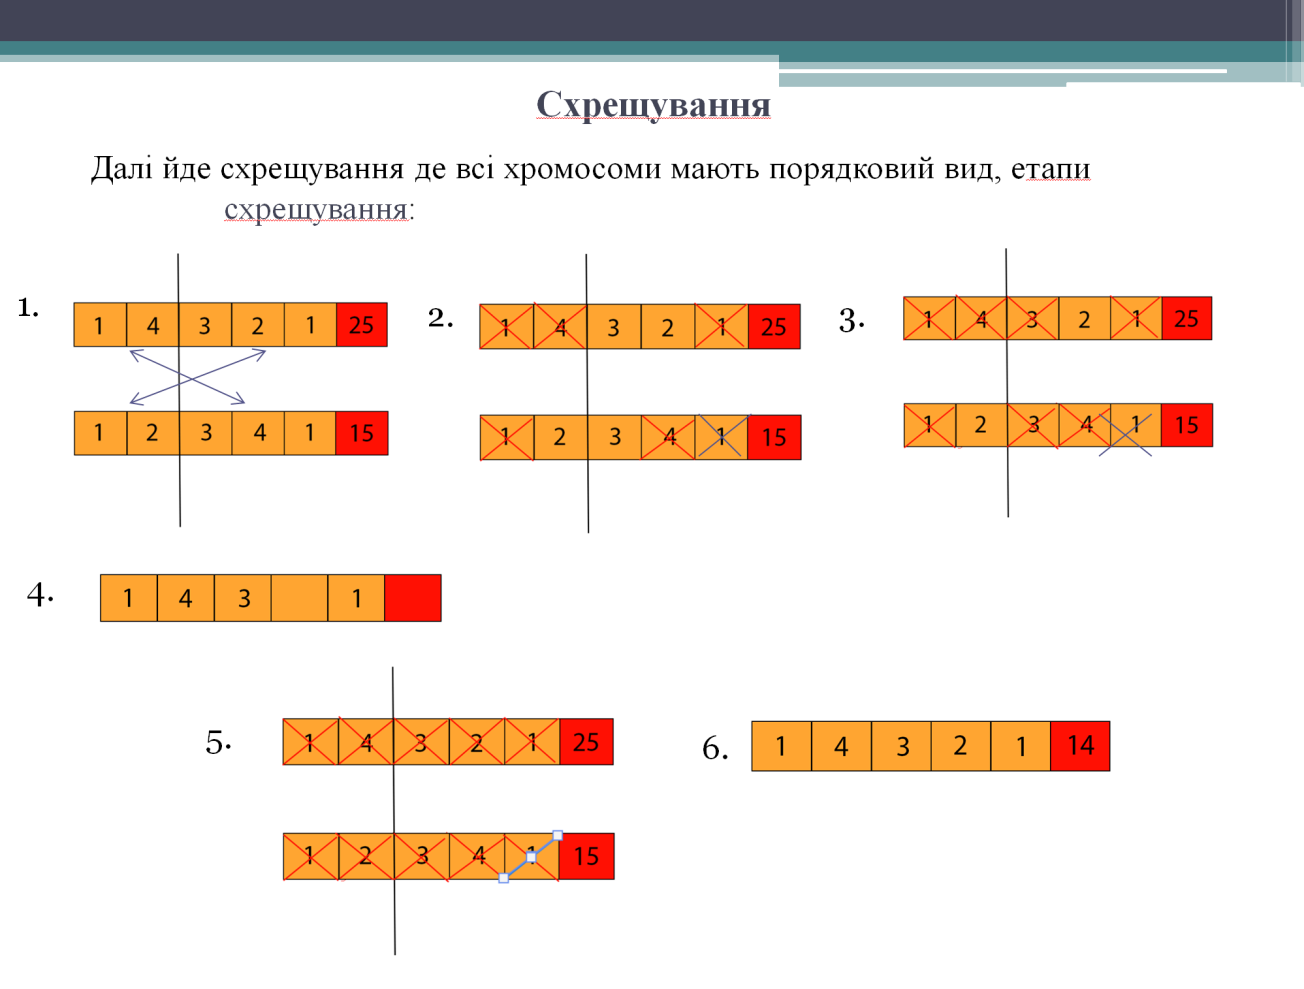 Схрещування
Далі йде схрещування де всі хромосоми мають порядковий вид, етапи
схрещування:
1.
1 4 3 2 1 25
1 2 3 4 1 15
2.
1 4 3 2 1 25
1 2 3 4 1 15
3.
1 4 3 2 1 25
1 2 3 4 1 15
4.
1 4 3 1
5.
1 4 3 2 1 25
1 2 3 4 1 15
6.
1 4 3 2 1 14